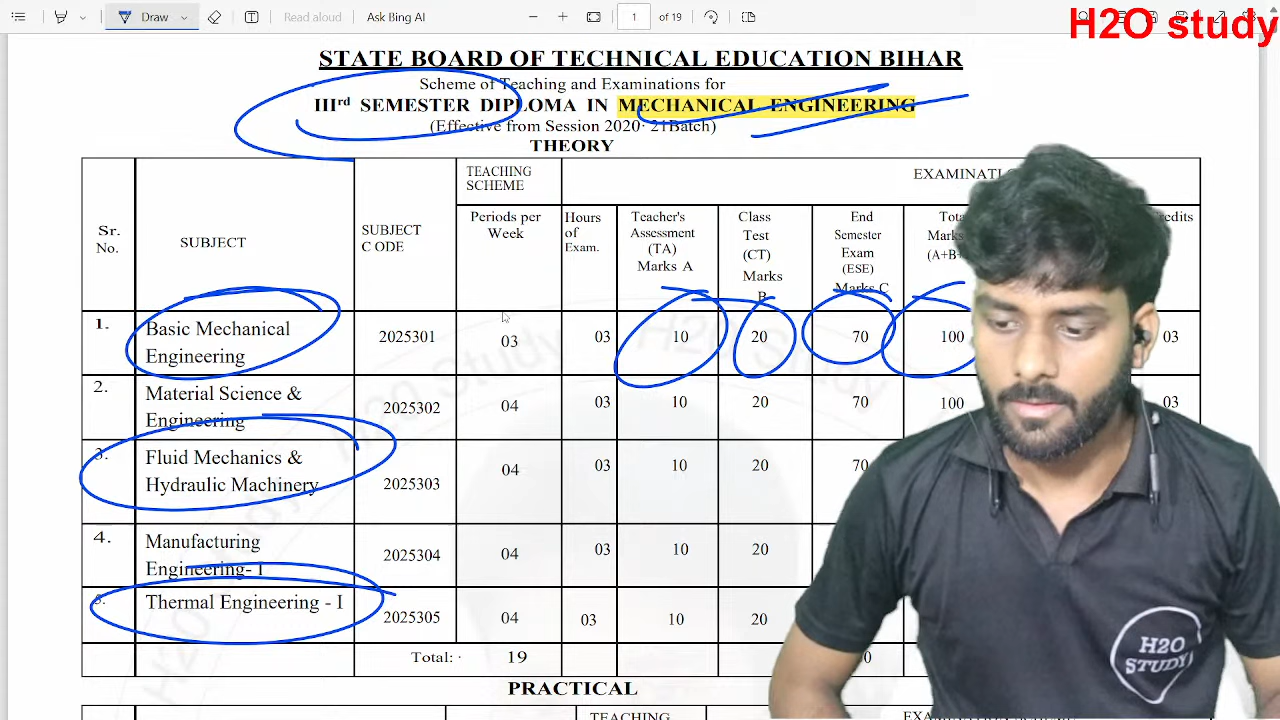 Draw
Read aloud
Ask Bing AI
1
of 19
H2O study
STATE BOARD OF TECHNICAL EDUCATION BIHAR
Scheme of Teaching and Examinations for
IIIrd SEMESTER DIPLOMA IN MECHANICAL ENGINEERING
(Effective from Session 2020- 21Batch)
THEORY
Sr. No.
SUBJECT
SUBJECT C ODE
TEACHING SCHEME
Periods per Week
Hours of Exam.
Teacher's Assessment (TA) Marks A
Class Test (CT) Marks B
End Semester Exam (ESE) Marks C
Marks (A+B+
1. Basic Mechanical Engineering 2025301 03 03 10 20 70 100 03
2. Material Science & Engineering 2025302 04 03 10 20 70 100 03
3. Fluid Mechanics & Hydraulic Machinery 2025303 04 03 10 20 70
4. Manufacturing Engineering- I 2025304 04 03 10 20
5. Thermal Engineering - I 2025305 04 03 10 20
Total: · 19
PRACTICAL
TEACHING
H2O
STUDY